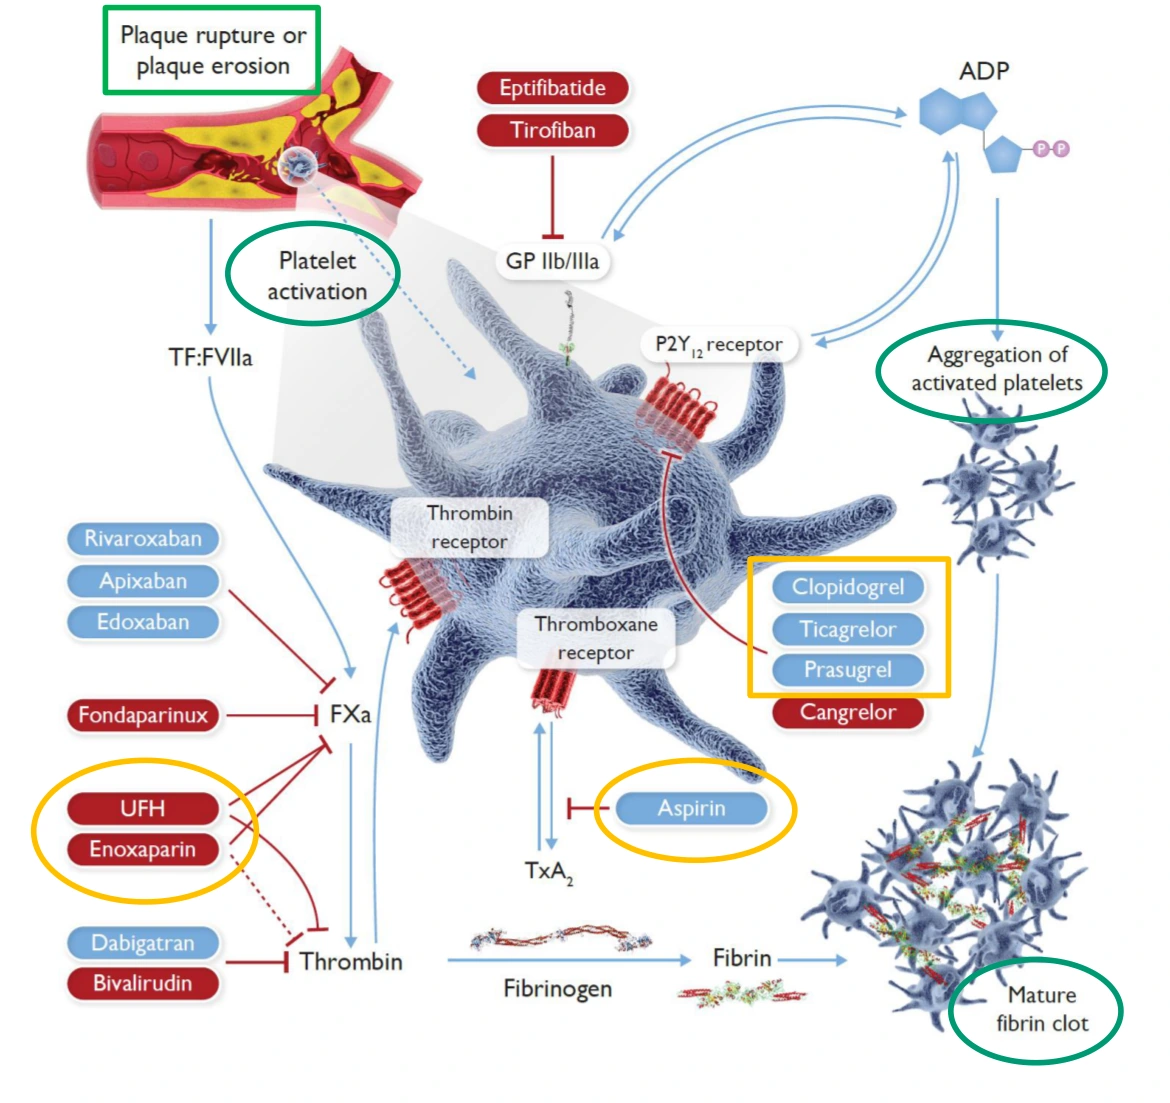 Plaque rupture or
plaque erosion
Eptifibatide
Tirofiban
ADP
P-P
Platelet
activation
GP IIb/IIIa
P2Y12 receptor
TF:FVIIa
Aggregation of
activated platelets
Thrombin
receptor
Rivaroxaban
Apixaban
Edoxaban
Clopidogrel
Ticagrelor
Prasugrel
Cangrelor
Thromboxane
receptor
Fondaparinux
FXa
UFH
Enoxaparin
Aspirin
TxA2
Dabigatran
Bivalirudin
Thrombin
Fibrinogen
Fibrin
Mature
fibrin clot